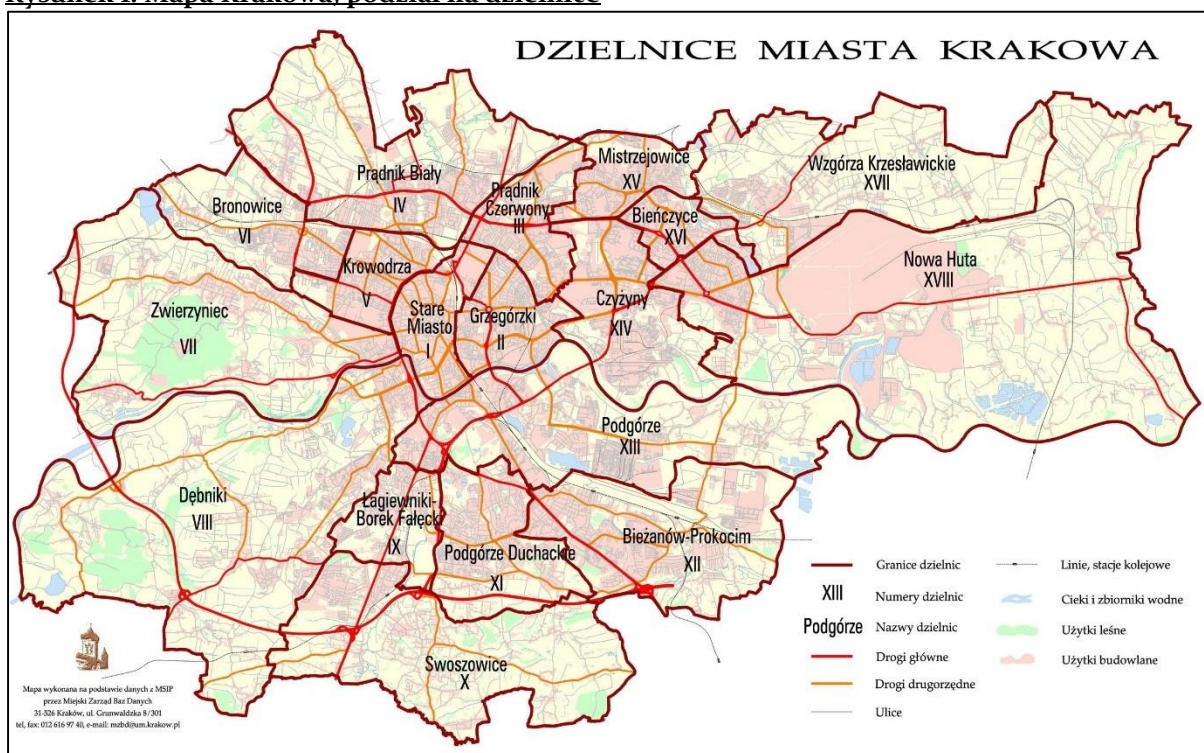 Rysunek 1. Mapa Krakowa, podział na dzielnice
DZIELNICE MIASTA KRAKOWA
Mistrzejowice
XV
Wzgórza Krzesławickie
XVII
Prądnik Biały
IV
Prądnik
Czerwony
III
Bronowice
VI
Bieńczyce
XVI
Krowodrza
V
Nowa Huta
XVIII
Zwierzyniec
VII
Stare
Miasto
I
Grzegórzki
II
Czyżyny
XIV
Podgórze
XIII
Dębniki
VIII
Łagiewniki-
Borek Fałęcki
IX
Podgórze Duchackie
XI
Bieżanów-Prokocim
XII
Swoszowice
X
Granice dzielnic
XIII
Numery dzielnic
Podgórze
Nazwy dzielnic
Drogi główne
Drogi drugorzędne
Ulice
Linie, stacje kolejowe
Cieki i zbiorniki wodne
Użytki leśne
Użytki budowlane
Mapa wykonana na podstawie danych z MSIP
przez Miejski Zarząd Baz Danych
31-526 Kraków, ul. Grunwaldzka 8/301
tel, fax: 012 616 97 40, e-mail: mzbd@um.krakow.pl